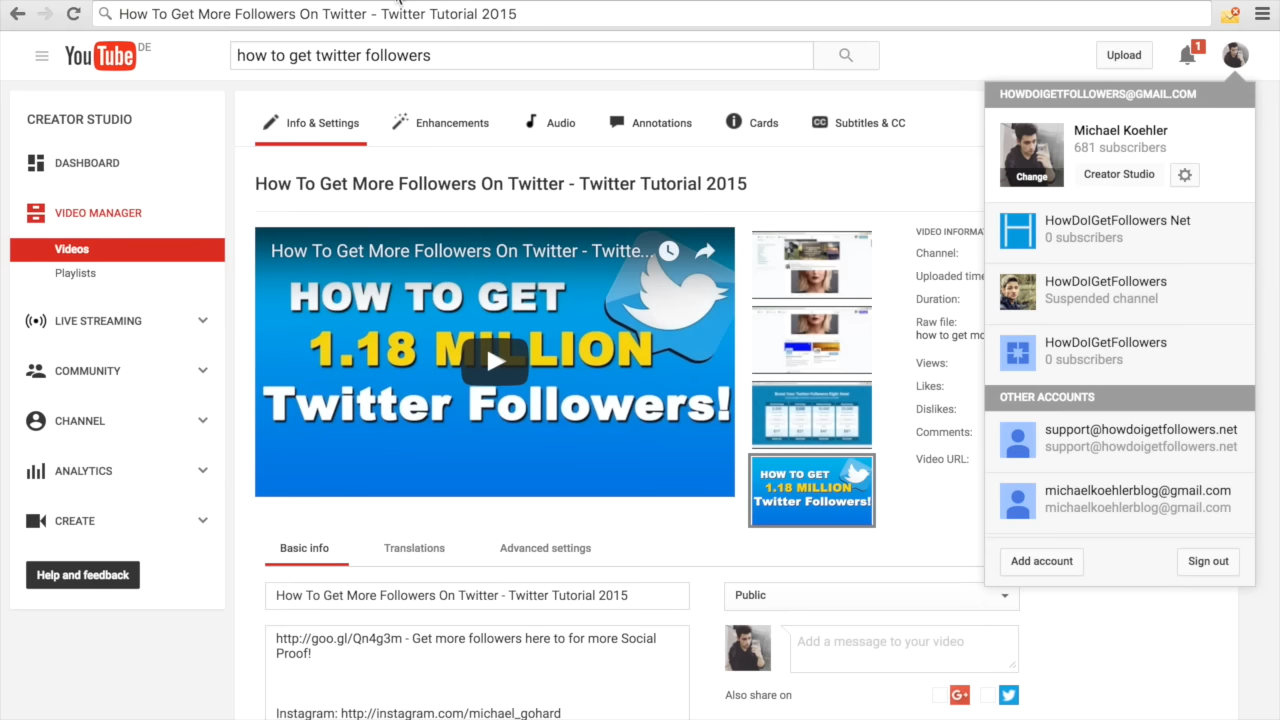 How To Get More Followers On Twitter - Twitter Tutorial 2015
YouTube DE
how to get twitter followers
Upload
1
HOWDOIGETFOLLOWERS@GMAIL.COM
Michael Koehler
681 subscribers
Change
Creator Studio
HowDoIGetFollowers Net
0 subscribers
HowDoIGetFollowers
Suspended channel
HowDoIGetFollowers
0 subscribers
OTHER ACCOUNTS
support@howdoigetfollowers.net
support@howdoigetfollowers.net
michaelkoehlerblog@gmail.com
michaelkoehlerblog@gmail.com
Add account
Sign out
CREATOR STUDIO
DASHBOARD
VIDEO MANAGER
Videos
Playlists
LIVE STREAMING
COMMUNITY
CHANNEL
ANALYTICS
CREATE
Help and feedback
Info & Settings
Enhancements
Audio
Annotations
Cards
CC Subtitles & CC
How To Get More Followers On Twitter - Twitter Tutorial 2015
How To Get More Followers On Twitter - Twitte...
HOW TO GET
1.18 MILLION
Twitter Followers!
HOW TO GET
1.18 MILLION
Twitter Followers!
VIDEO INFORMA
Channel:
Uploaded time
Duration:
Raw file:
how to get mo
Views:
Likes:
Dislikes:
Comments:
Video URL:
Basic info
Translations
Advanced settings
How To Get More Followers On Twitter - Twitter Tutorial 2015
http://goo.gl/Qn4g3m - Get more followers here to for more Social
Proof!
Instagram: http://instagram.com/michael_gohard
Public
Add a message to your video
Also share on
G+